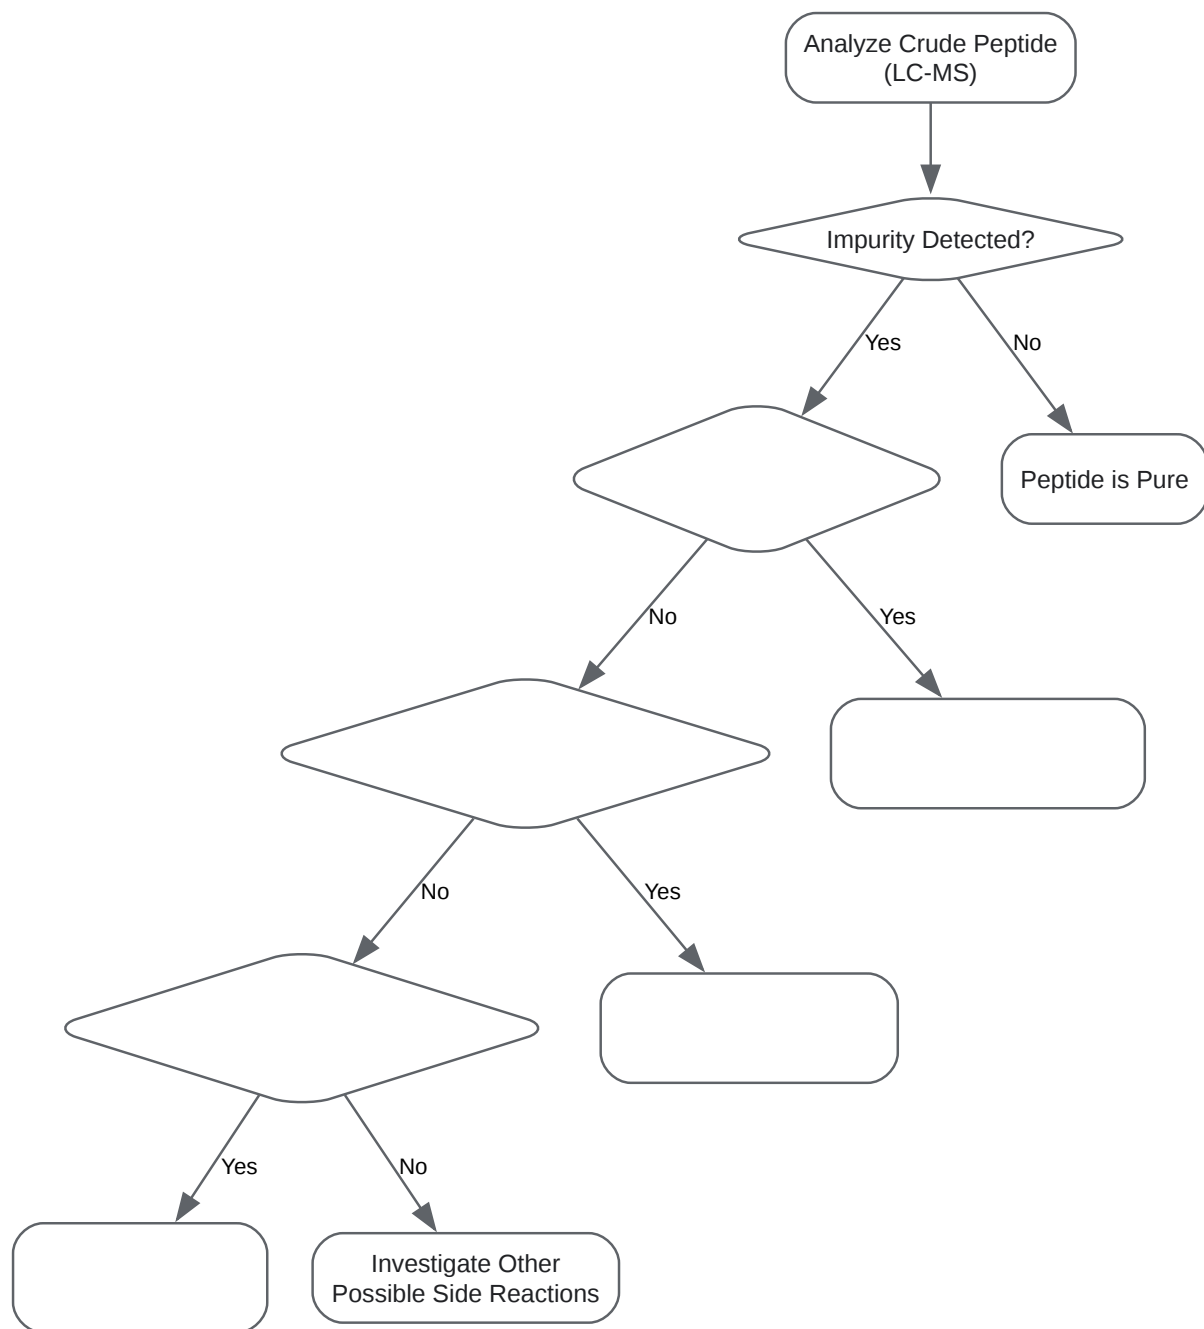 Analyze Crude Peptide
(LC-MS)
Impurity Detected?
Yes
No
Peptide is Pure
No
Yes
No
Yes
Yes
No
Investigate Other
Possible Side Reactions